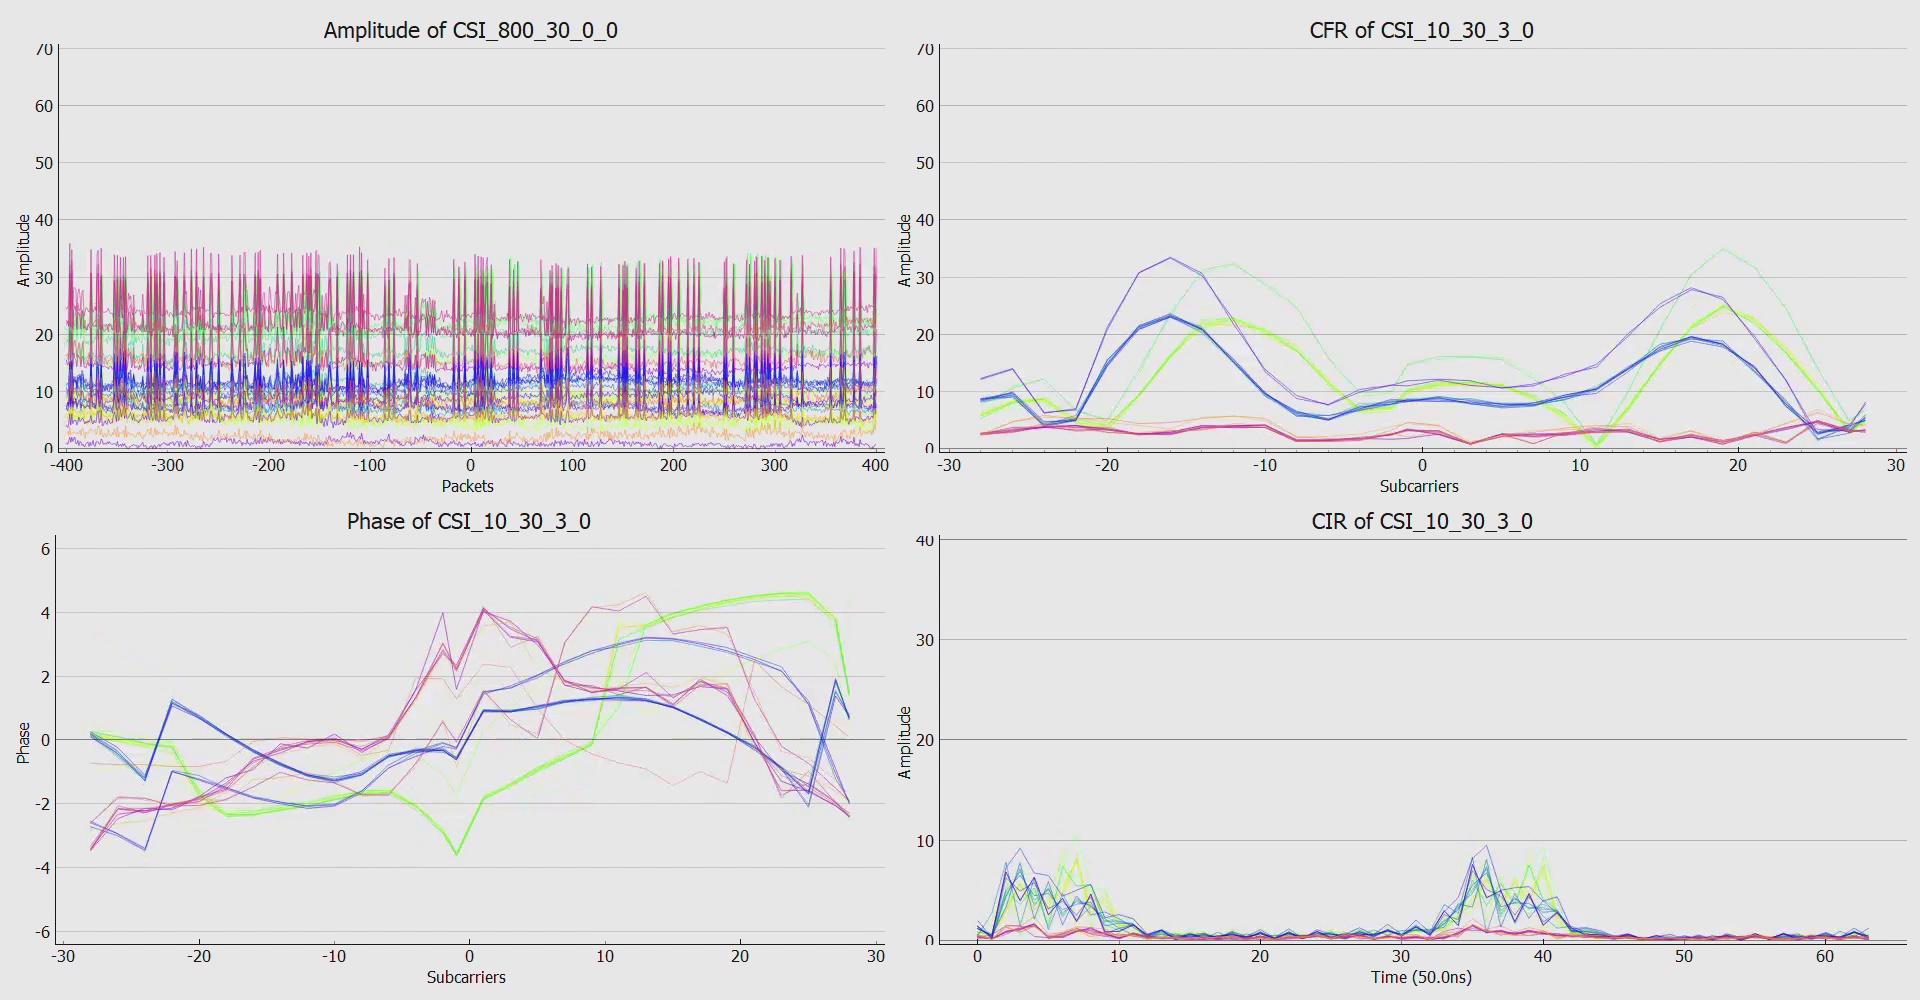 Amplitude of CSI_800_30_0_0
70
60
50
40
30
20
10
0
Amplitude
-400 -300 -200 -100 0 100 200 300 400
Packets
CFR of CSI_10_30_3_0
70
60
50
40
30
20
10
0
Amplitude
-30 -20 -10 0 10 20 30
Subcarriers
Phase of CSI_10_30_3_0
6
4
2
0
-2
-4
-6
Phase
-30 -20 -10 0 10 20 30
Subcarriers
CIR of CSI_10_30_3_0
40
30
20
10
0
Amplitude
0 10 20 30 40 50 60
Time (50.0ns)